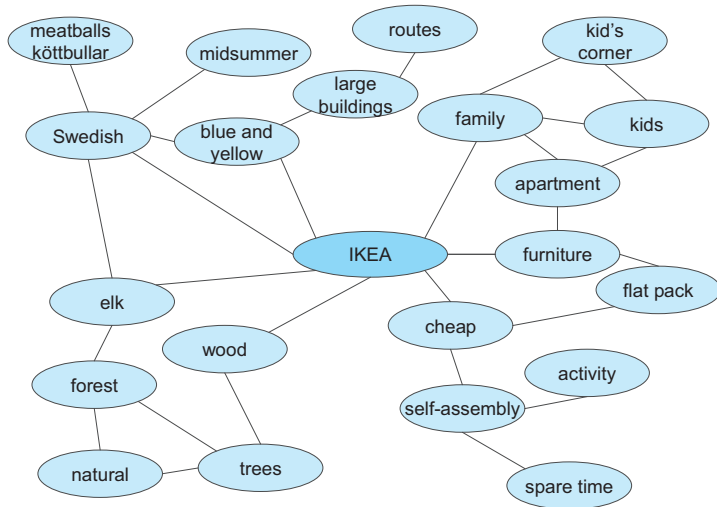 meatballs
köttbullar
midsummer
routes
kid's
corner
large
buildings
Swedish
blue and
yellow
family
kids
apartment
IKEA
furniture
elk
flat pack
cheap
wood
forest
activity
self-assembly
natural
trees
spare time